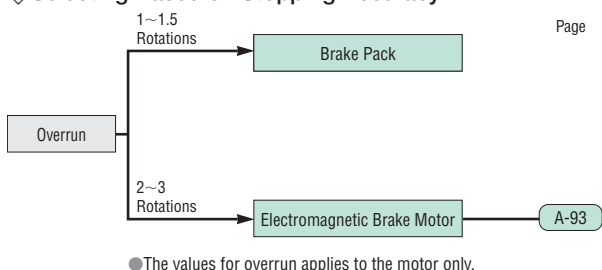 Page
1~1.5
Rotations
Brake Pack
Overrun
2~3
Rotations
Electromagnetic Brake Motor
A-93
●The values for overrun applies to the motor only.